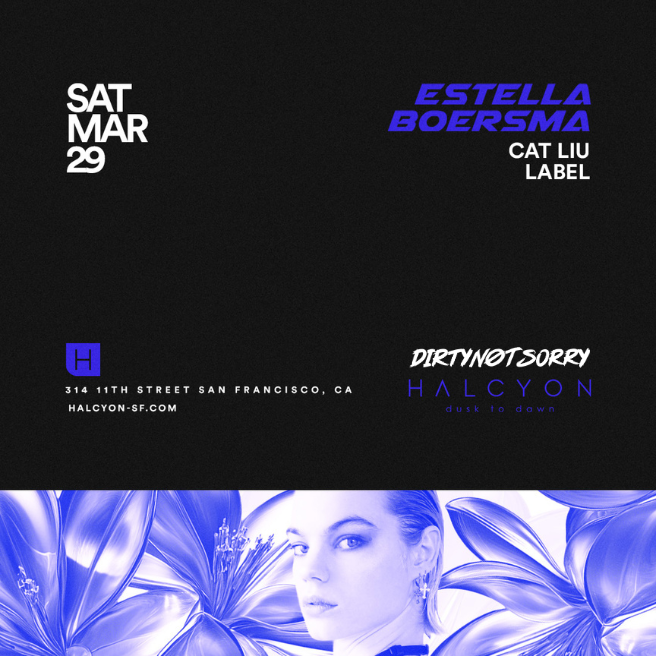 SAT
MAR
29
ESTELLA
BOERSMA
CAT LIU
LABEL
H
314 11TH STREET SAN FRANCISCO, CA
HALCYON-SF.COM
DIRTYNØTSORRY
HALCYON
dusk to dawn